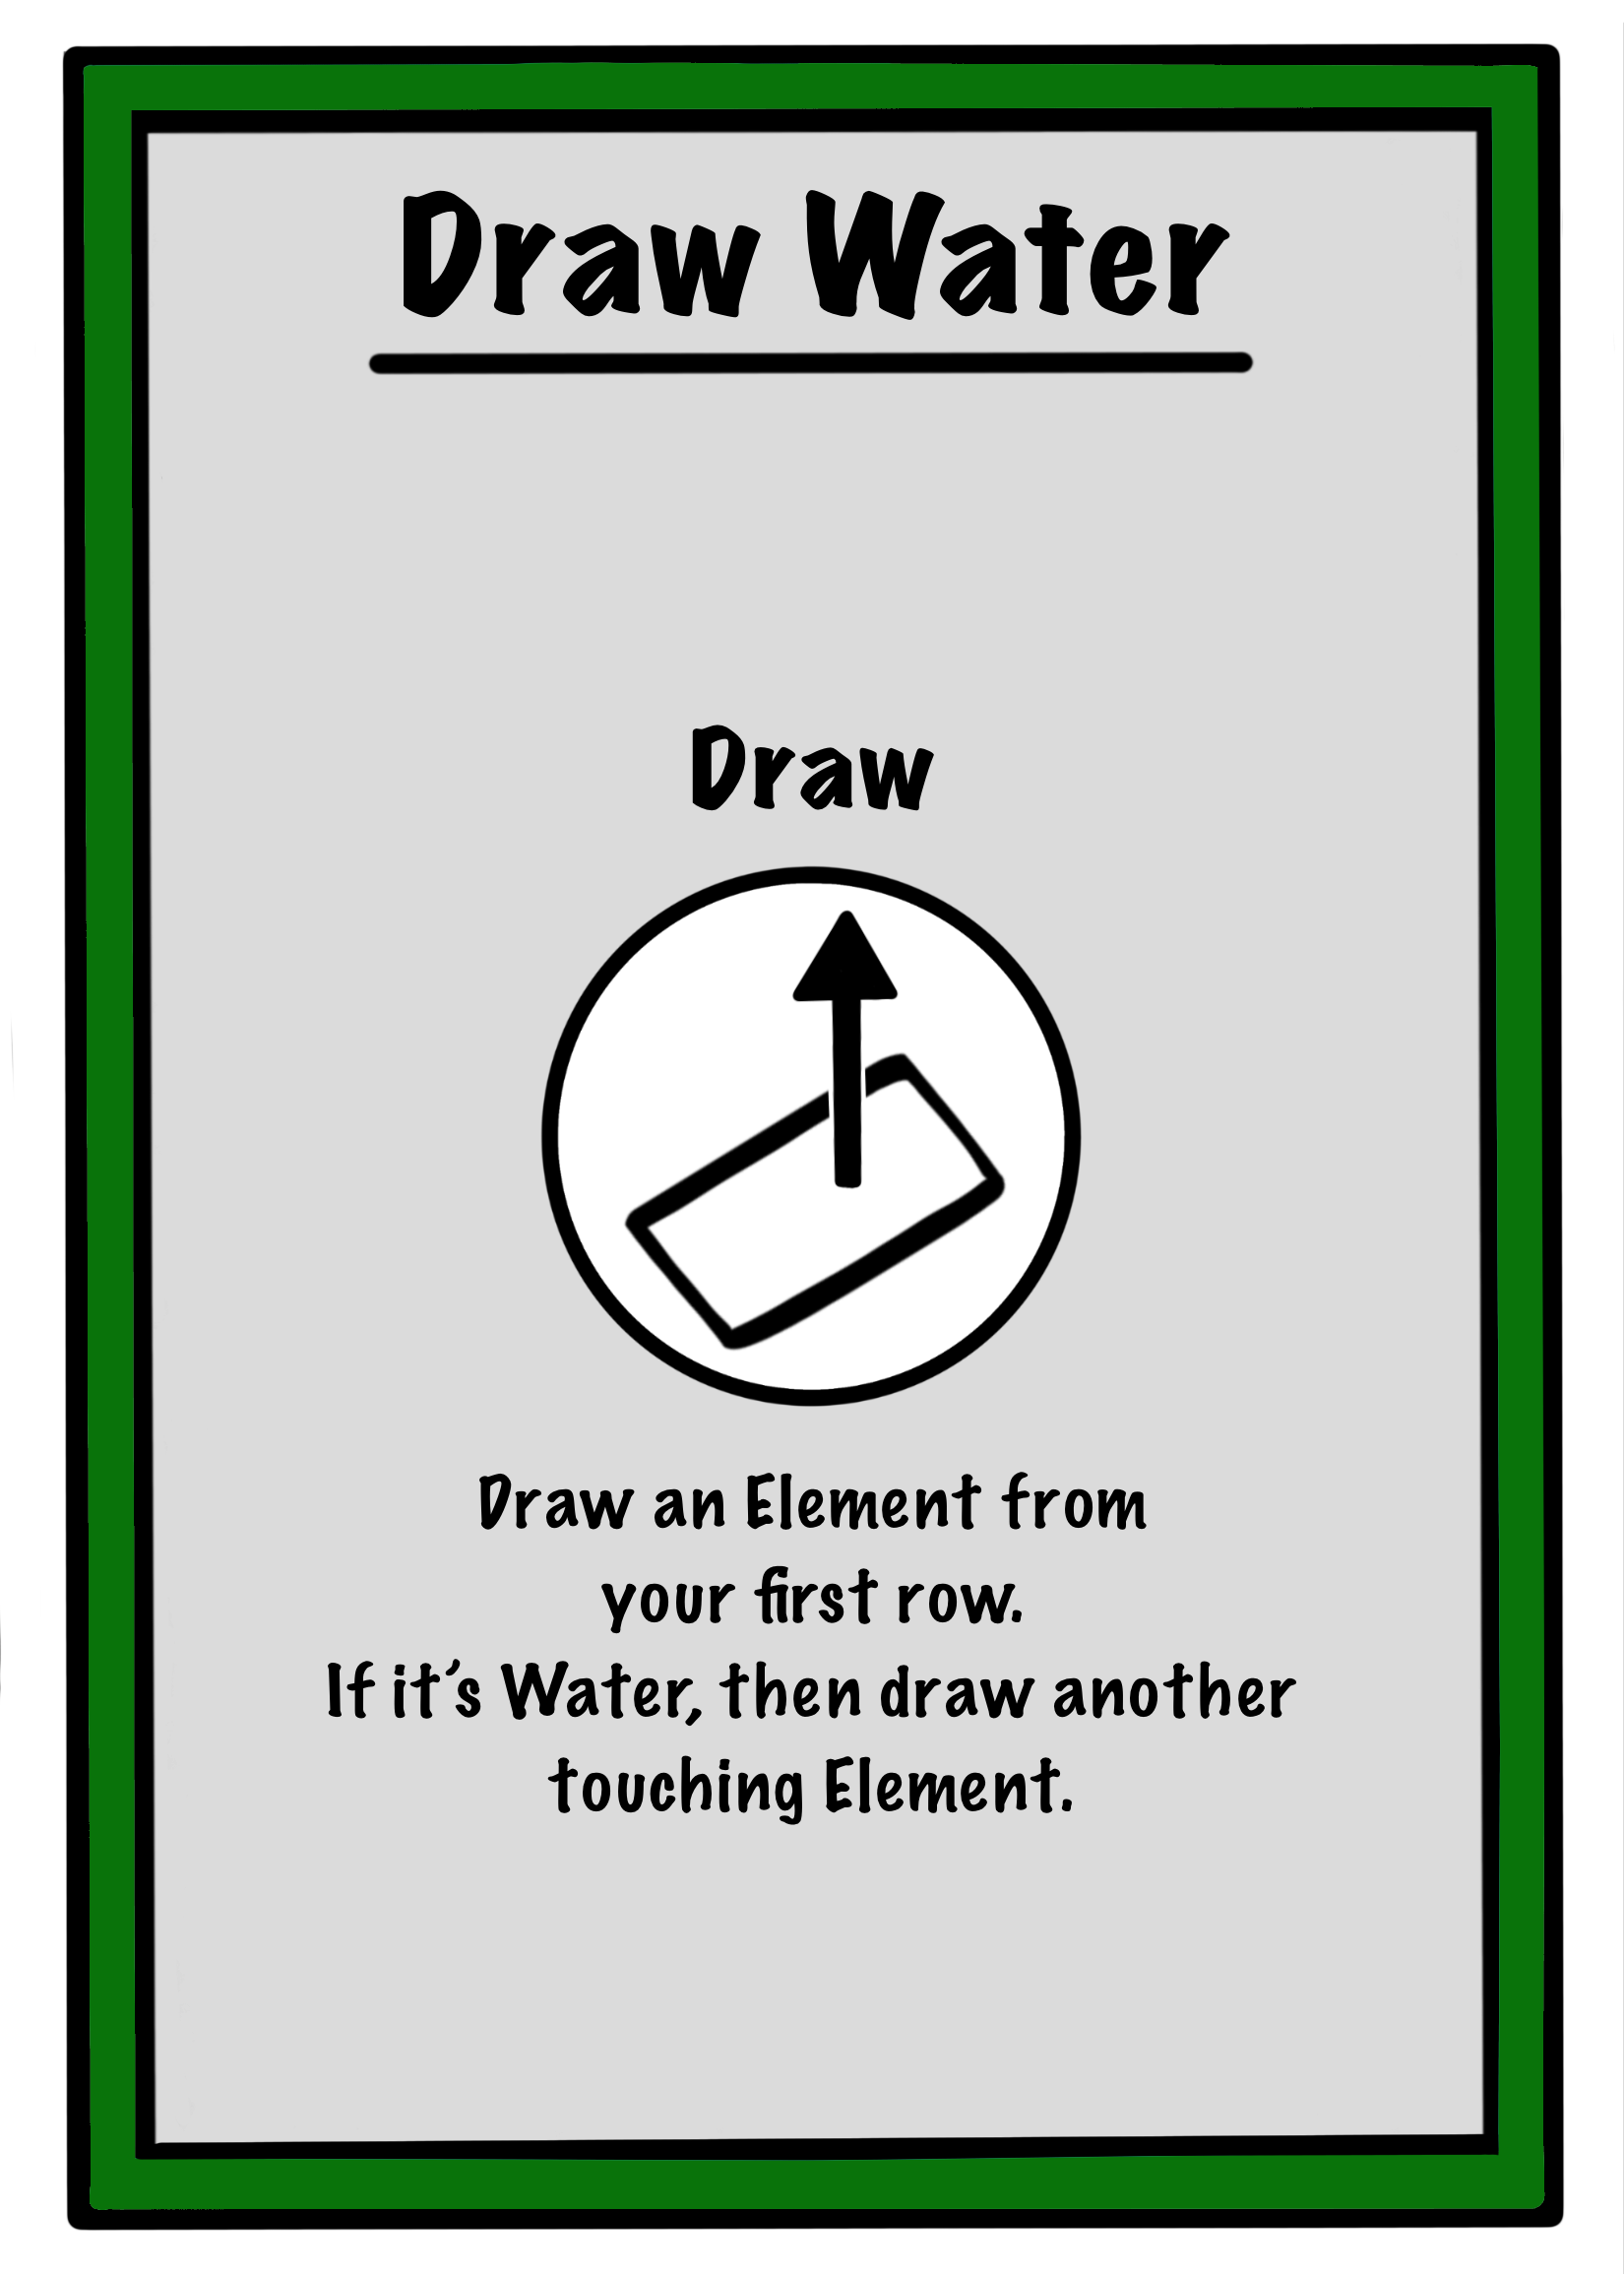 Draw Water
Draw
Draw an Element from
your first row.
If it's Water, then draw another
touching Element.